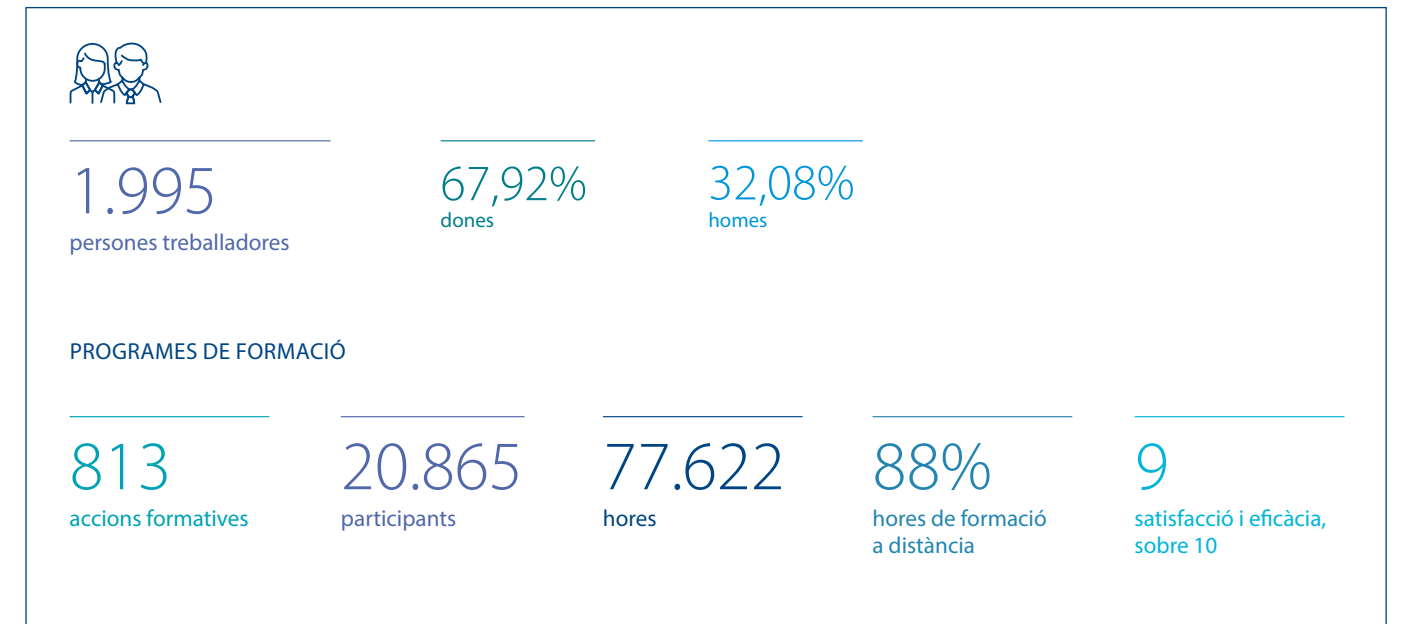 1.995
persones treballadores
67,92%
dones
32,08%
homes
PROGRAMES DE FORMACIÓ
813
accions formatives
20.865
participants
77.622
hores
88%
hores de formació
a distància
9
satisfacció i eficàcia,
sobre 10